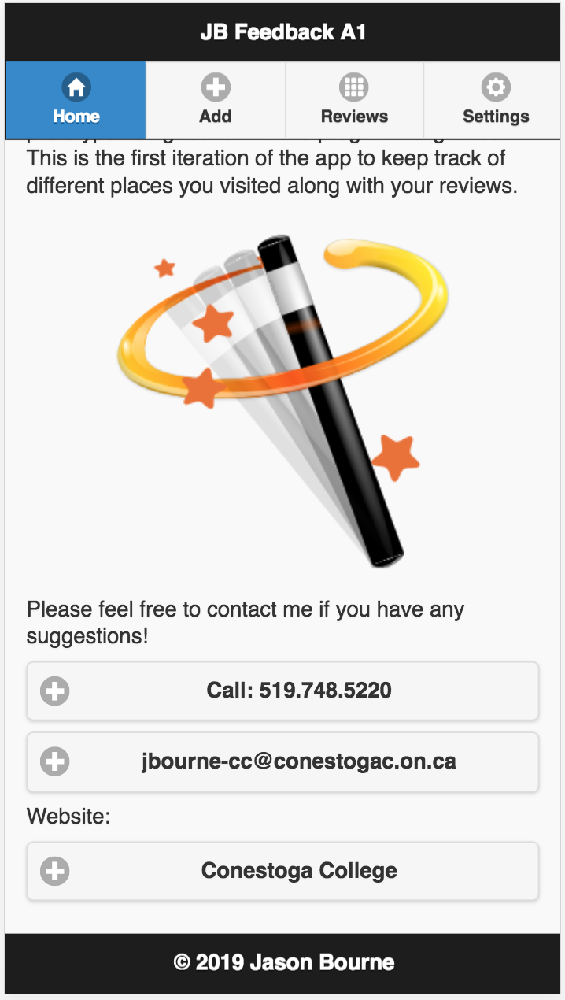 JB Feedback A1
Home
Add
Reviews
Settings
This is the first iteration of the app to keep track of
different places you visited along with your reviews.
Please feel free to contact me if you have any
suggestions!
Call: 519.748.5220
jbourne-cc@conestogac.on.ca
Website:
Conestoga College
© 2019 Jason Bourne